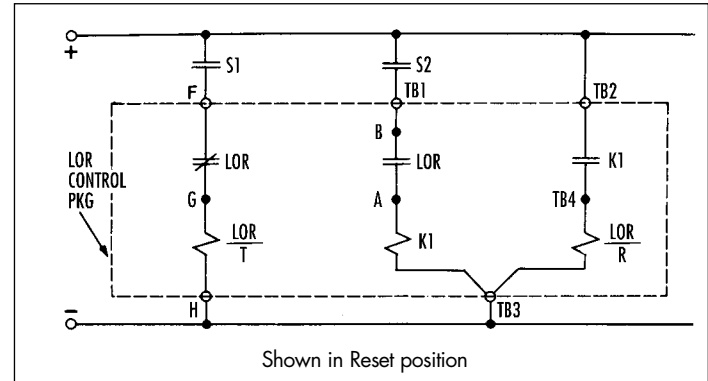 +
S1
S2
F
TB1
TB2
B
LOR
CONTROL
PKG
LOR
LOR
K1
G
A
TB4
LOR
T
K1
LOR
R
−
H
TB3
Shown in Reset position